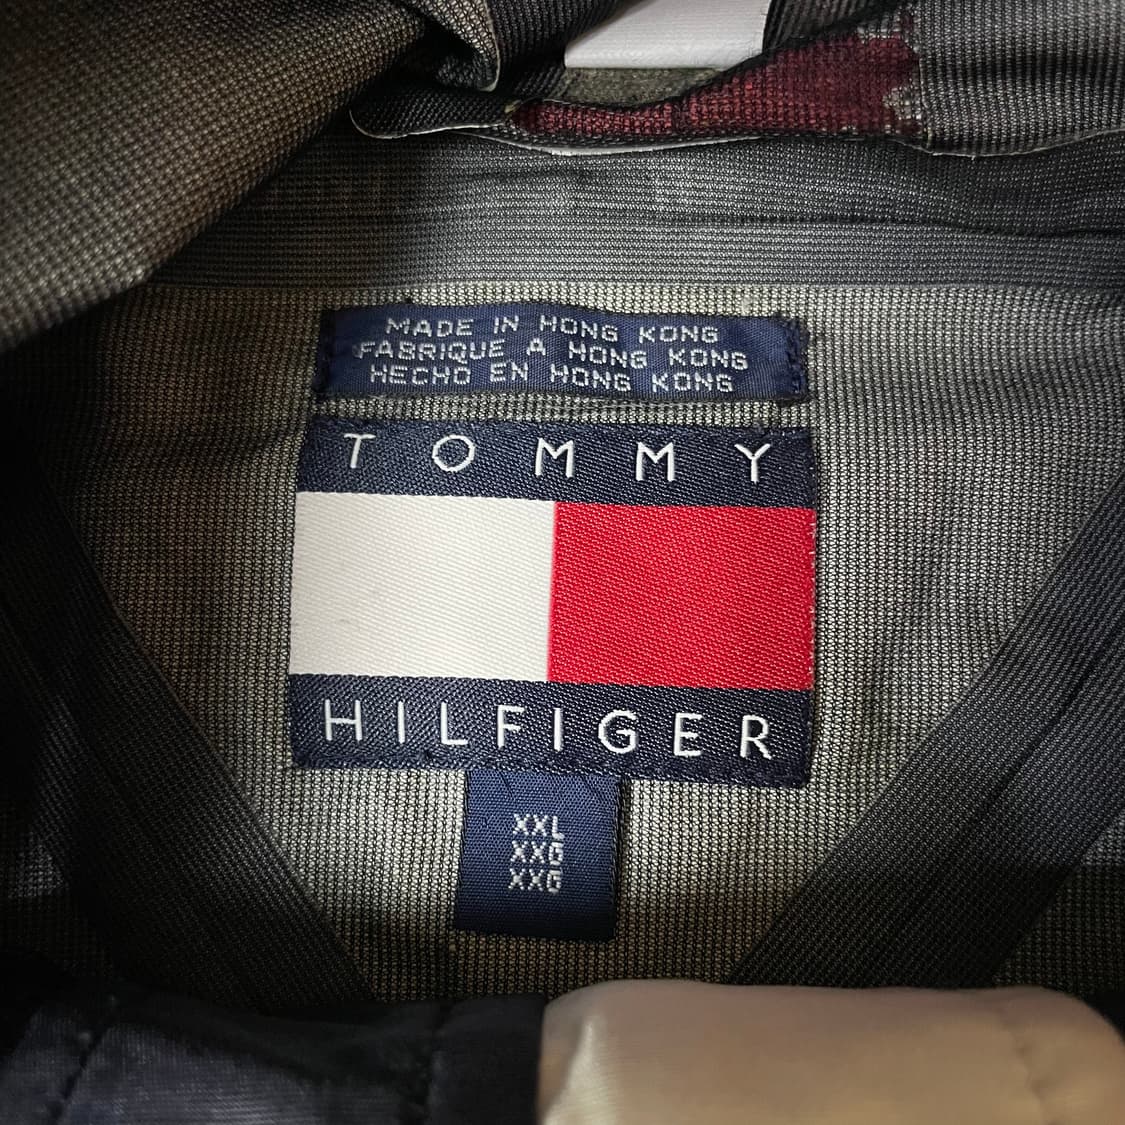 MADE IN HONG KONG
FABRIQUE A HONG KONG
HECHO EN HONG KONG
TOMMY
HILFIGER
XXL
XXG
XXG